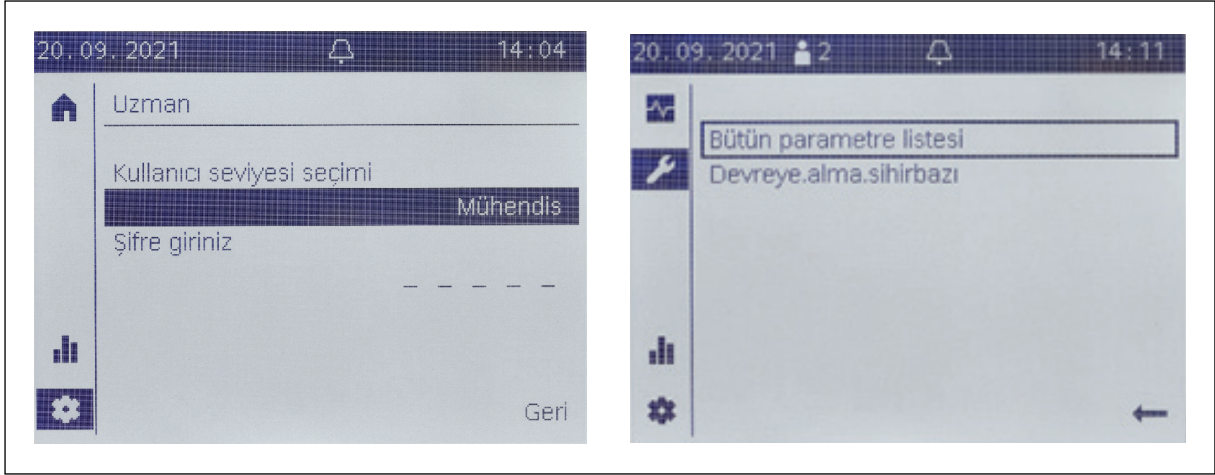 20.09.2021 14:04
Uzman
Kullanıcı seviyesi seçimi
Mühendis
Şifre giriniz
_ _ _ _ _
Geri
20.09.2021 2 14:11
Bütün parametre listesi
Devreye.alma.sihirbazı